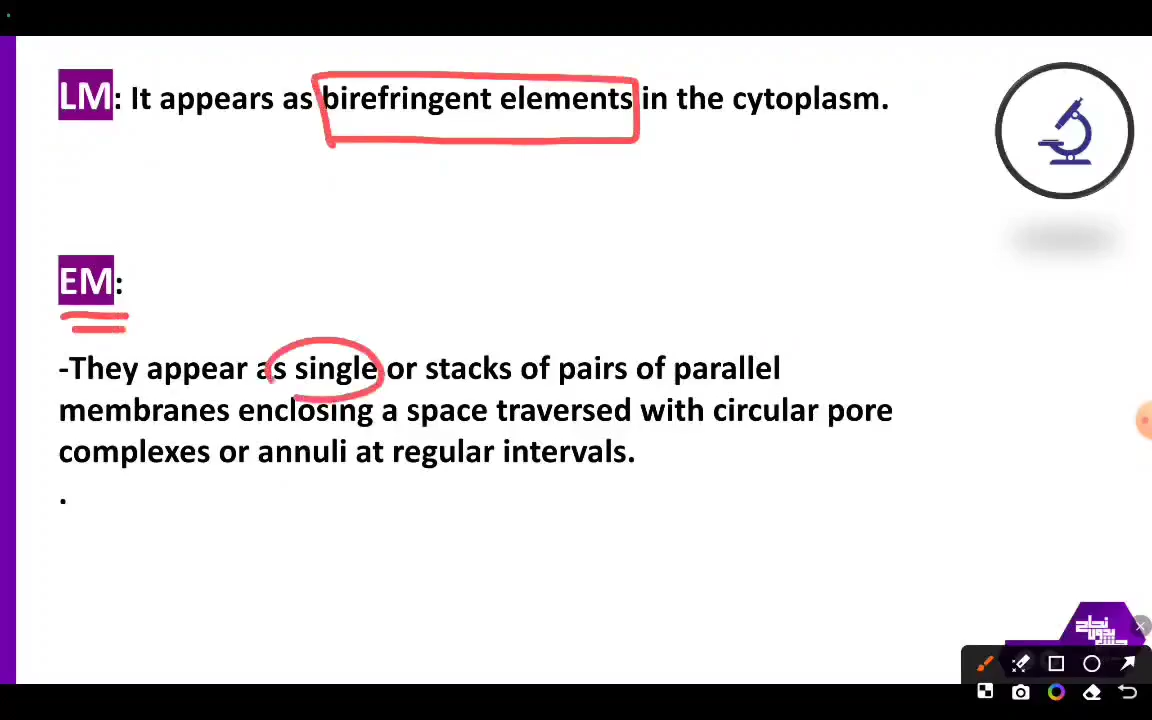 LM: It appears as birefringent elements in the cytoplasm.
EM:
-They appear as single or stacks of pairs of parallel
membranes enclosing a space traversed with circular pore
complexes or annuli at regular intervals.
.